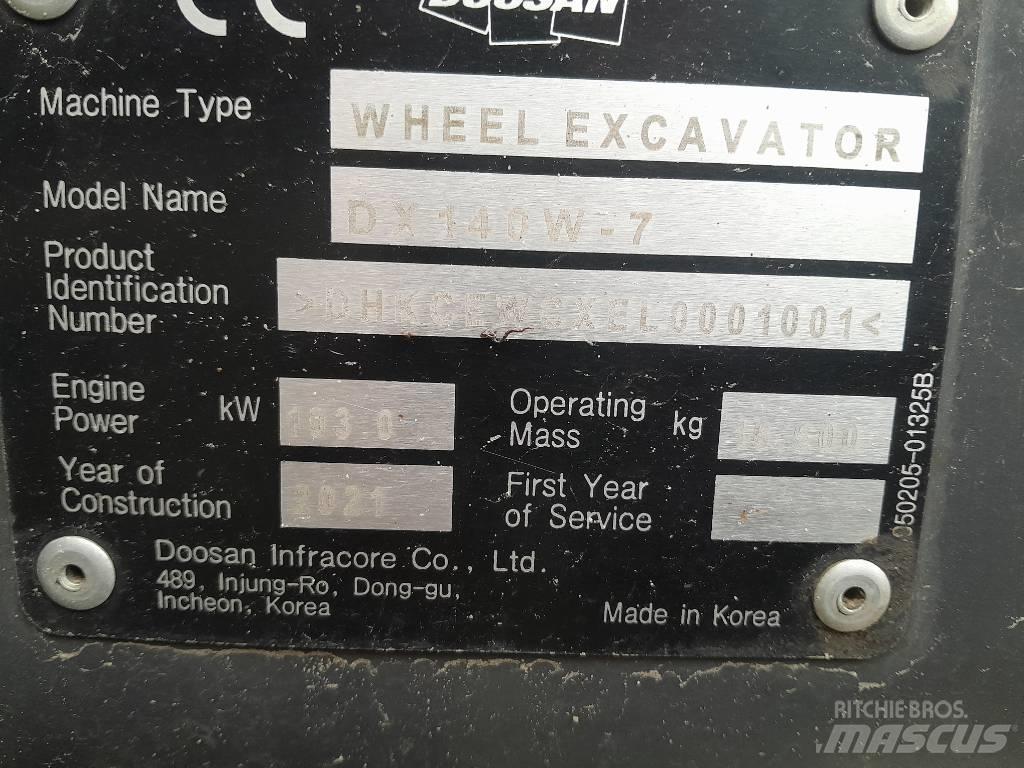 CE
DOOSAN
Machine Type WHEEL EXCAVATOR
Model Name DX140W-7
Product
Identification
Number >DHKCEWCXEL0001001<
Engine
Power kW
Operating
Mass kg
Year of
Construction 2021
First Year
of Service
Doosan Infracore Co., Ltd.
489, Injung-Ro, Dong-gu,
Incheon, Korea
Made in Korea
050205-01325B
RITCHIE BROS.
MASCUS